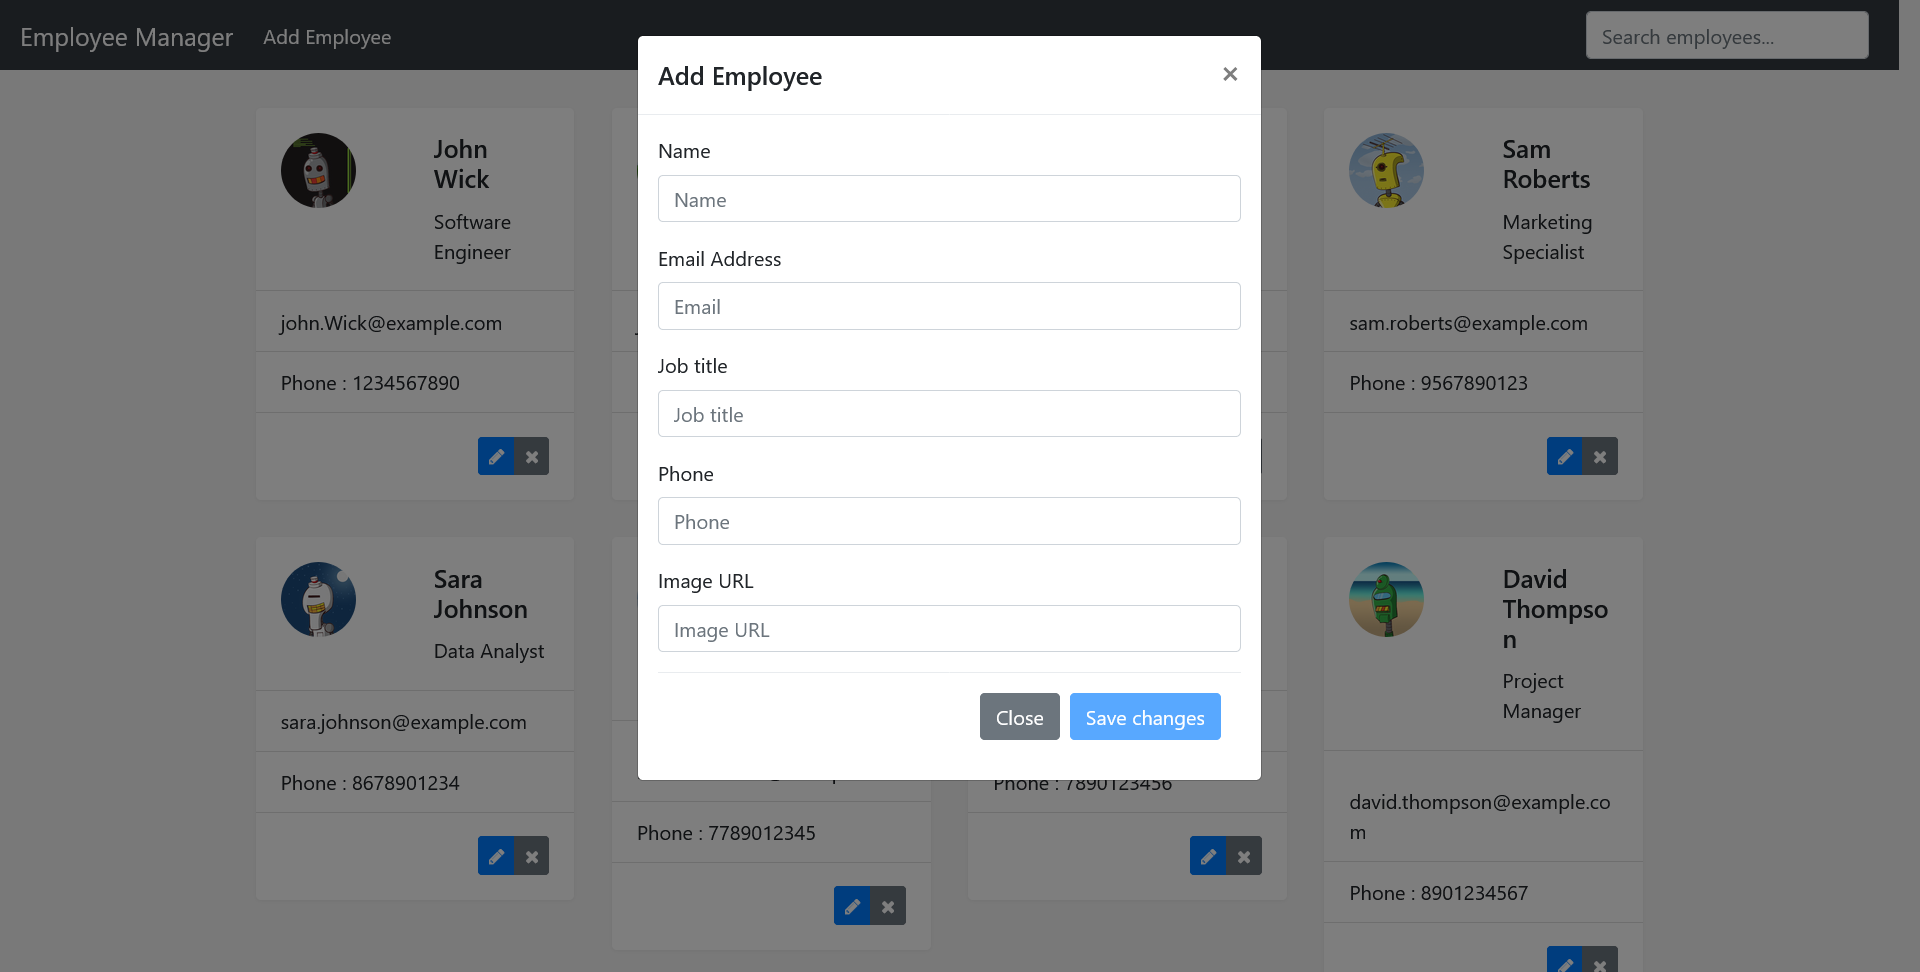 Employee Manager
Add Employee
Search employees...
Add Employee
×
Name
Name
Email Address
Email
Job title
Job title
Phone
Phone
Image URL
Image URL
Close
Save changes
John
Wick
Software
Engineer
john.Wick@example.com
Phone : 1234567890
Sam
Roberts
Marketing
Specialist
sam.roberts@example.com
Phone : 9567890123
Sara
Johnson
Data Analyst
sara.johnson@example.com
Phone : 8678901234
Phone : 7789012345
Phone : 7890123456
David
Thompso
n
Project
Manager
david.thompson@example.co
m
Phone : 8901234567